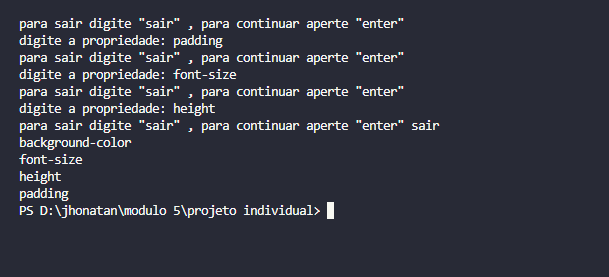 para sair digite "sair" , para continuar aperte "enter"
digite a propriedade: padding
para sair digite "sair" , para continuar aperte "enter"
digite a propriedade: font-size
para sair digite "sair" , para continuar aperte "enter"
digite a propriedade: height
para sair digite "sair" , para continuar aperte "enter" sair
background-color
font-size
height
padding
PS D:\jhonatan\modulo 5\projeto individual>